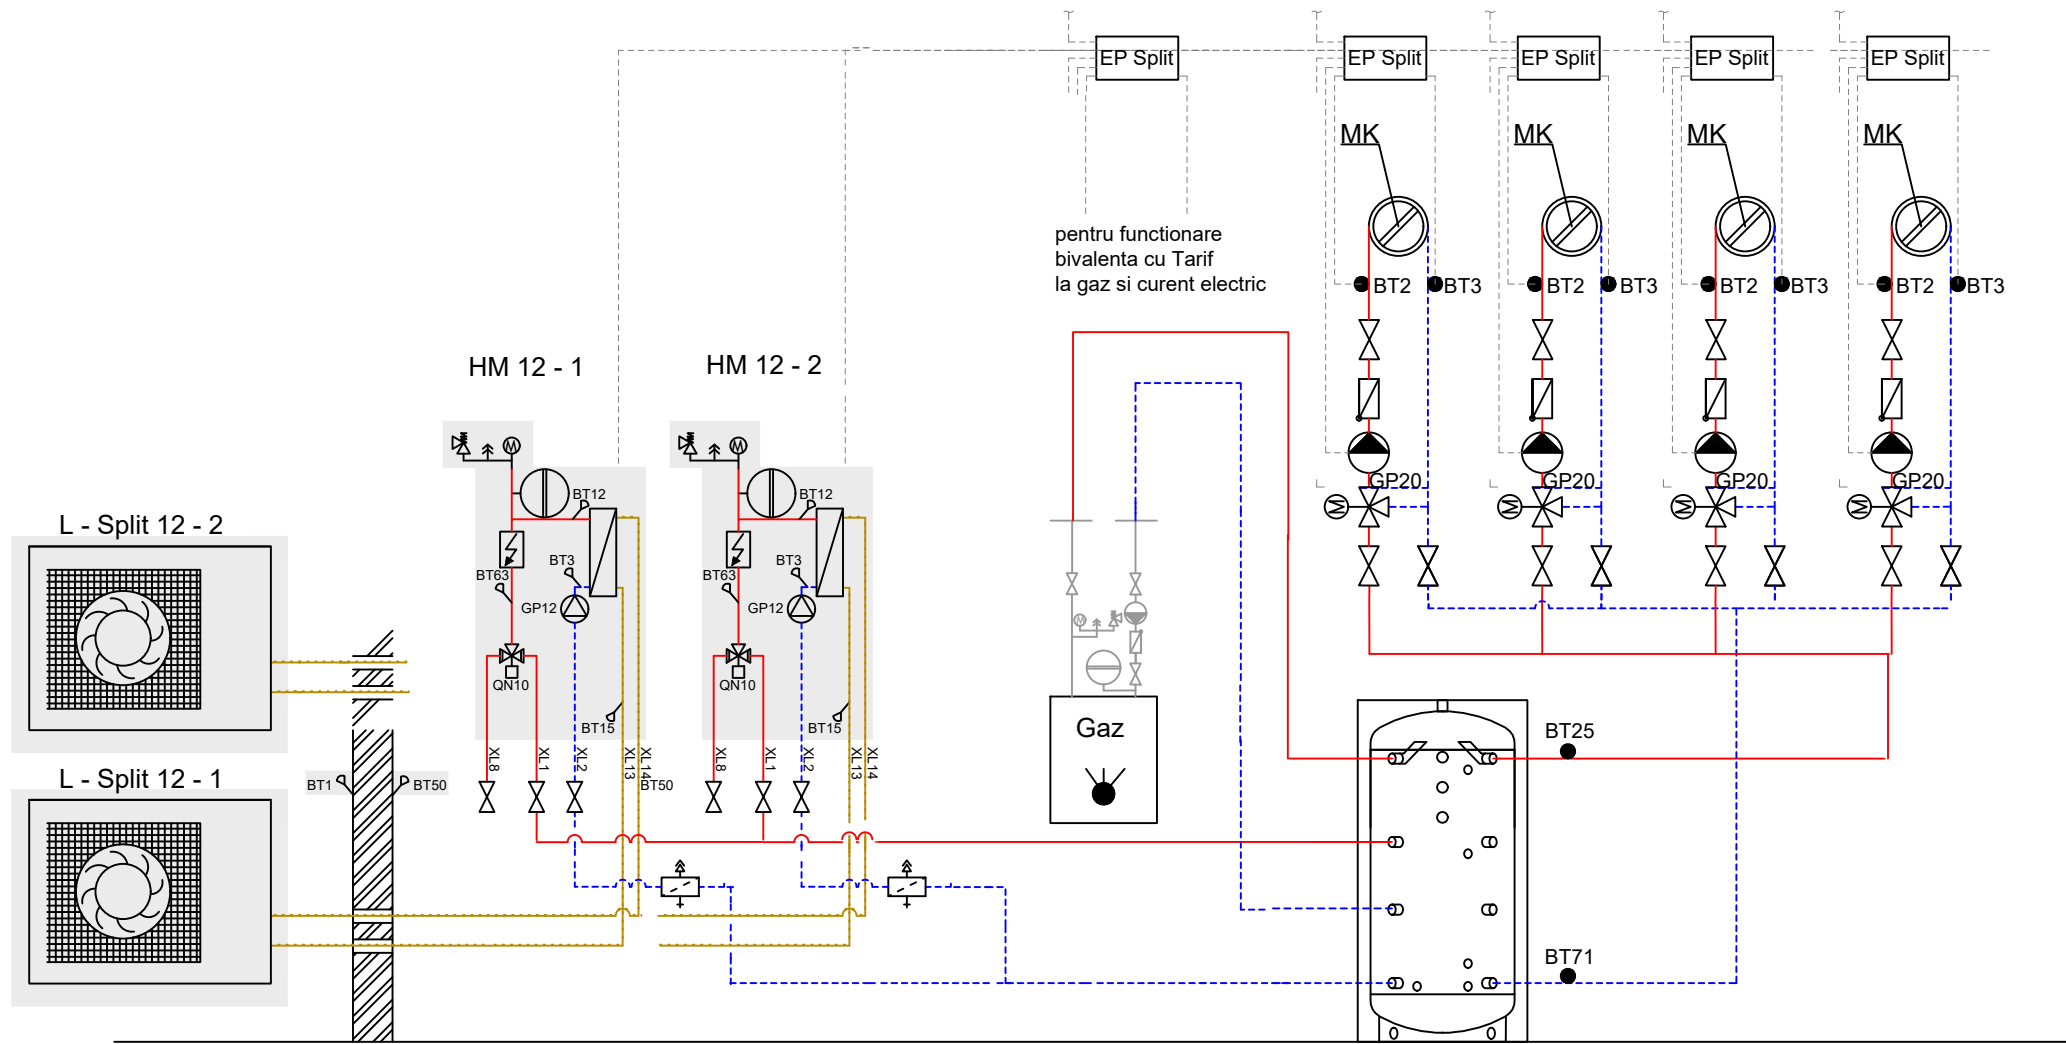 EP Split
EP Split
EP Split
EP Split
EP Split
MK
MK
MK
MK
pentru functionare
bivalenta cu Tarif
la gaz si curent electric
BT2
BT3
BT2
BT3
BT2
BT3
BT2
BT3
HM 12 - 1
HM 12 - 2
GP20
GP20
GP20
GP20
M
M
M
M
M
M
M
BT12
BT12
L - Split 12 - 2
BT3
BT63
GP12
BT3
BT63
GP12
QN10
QN10
BT15
BT15
Gaz
BT25
XL8
XL1
XL2
XL13
XL14
XL8
XL1
XL2
XL13
XL14
L - Split 12 - 1
BT1
BT50
BT50
BT71